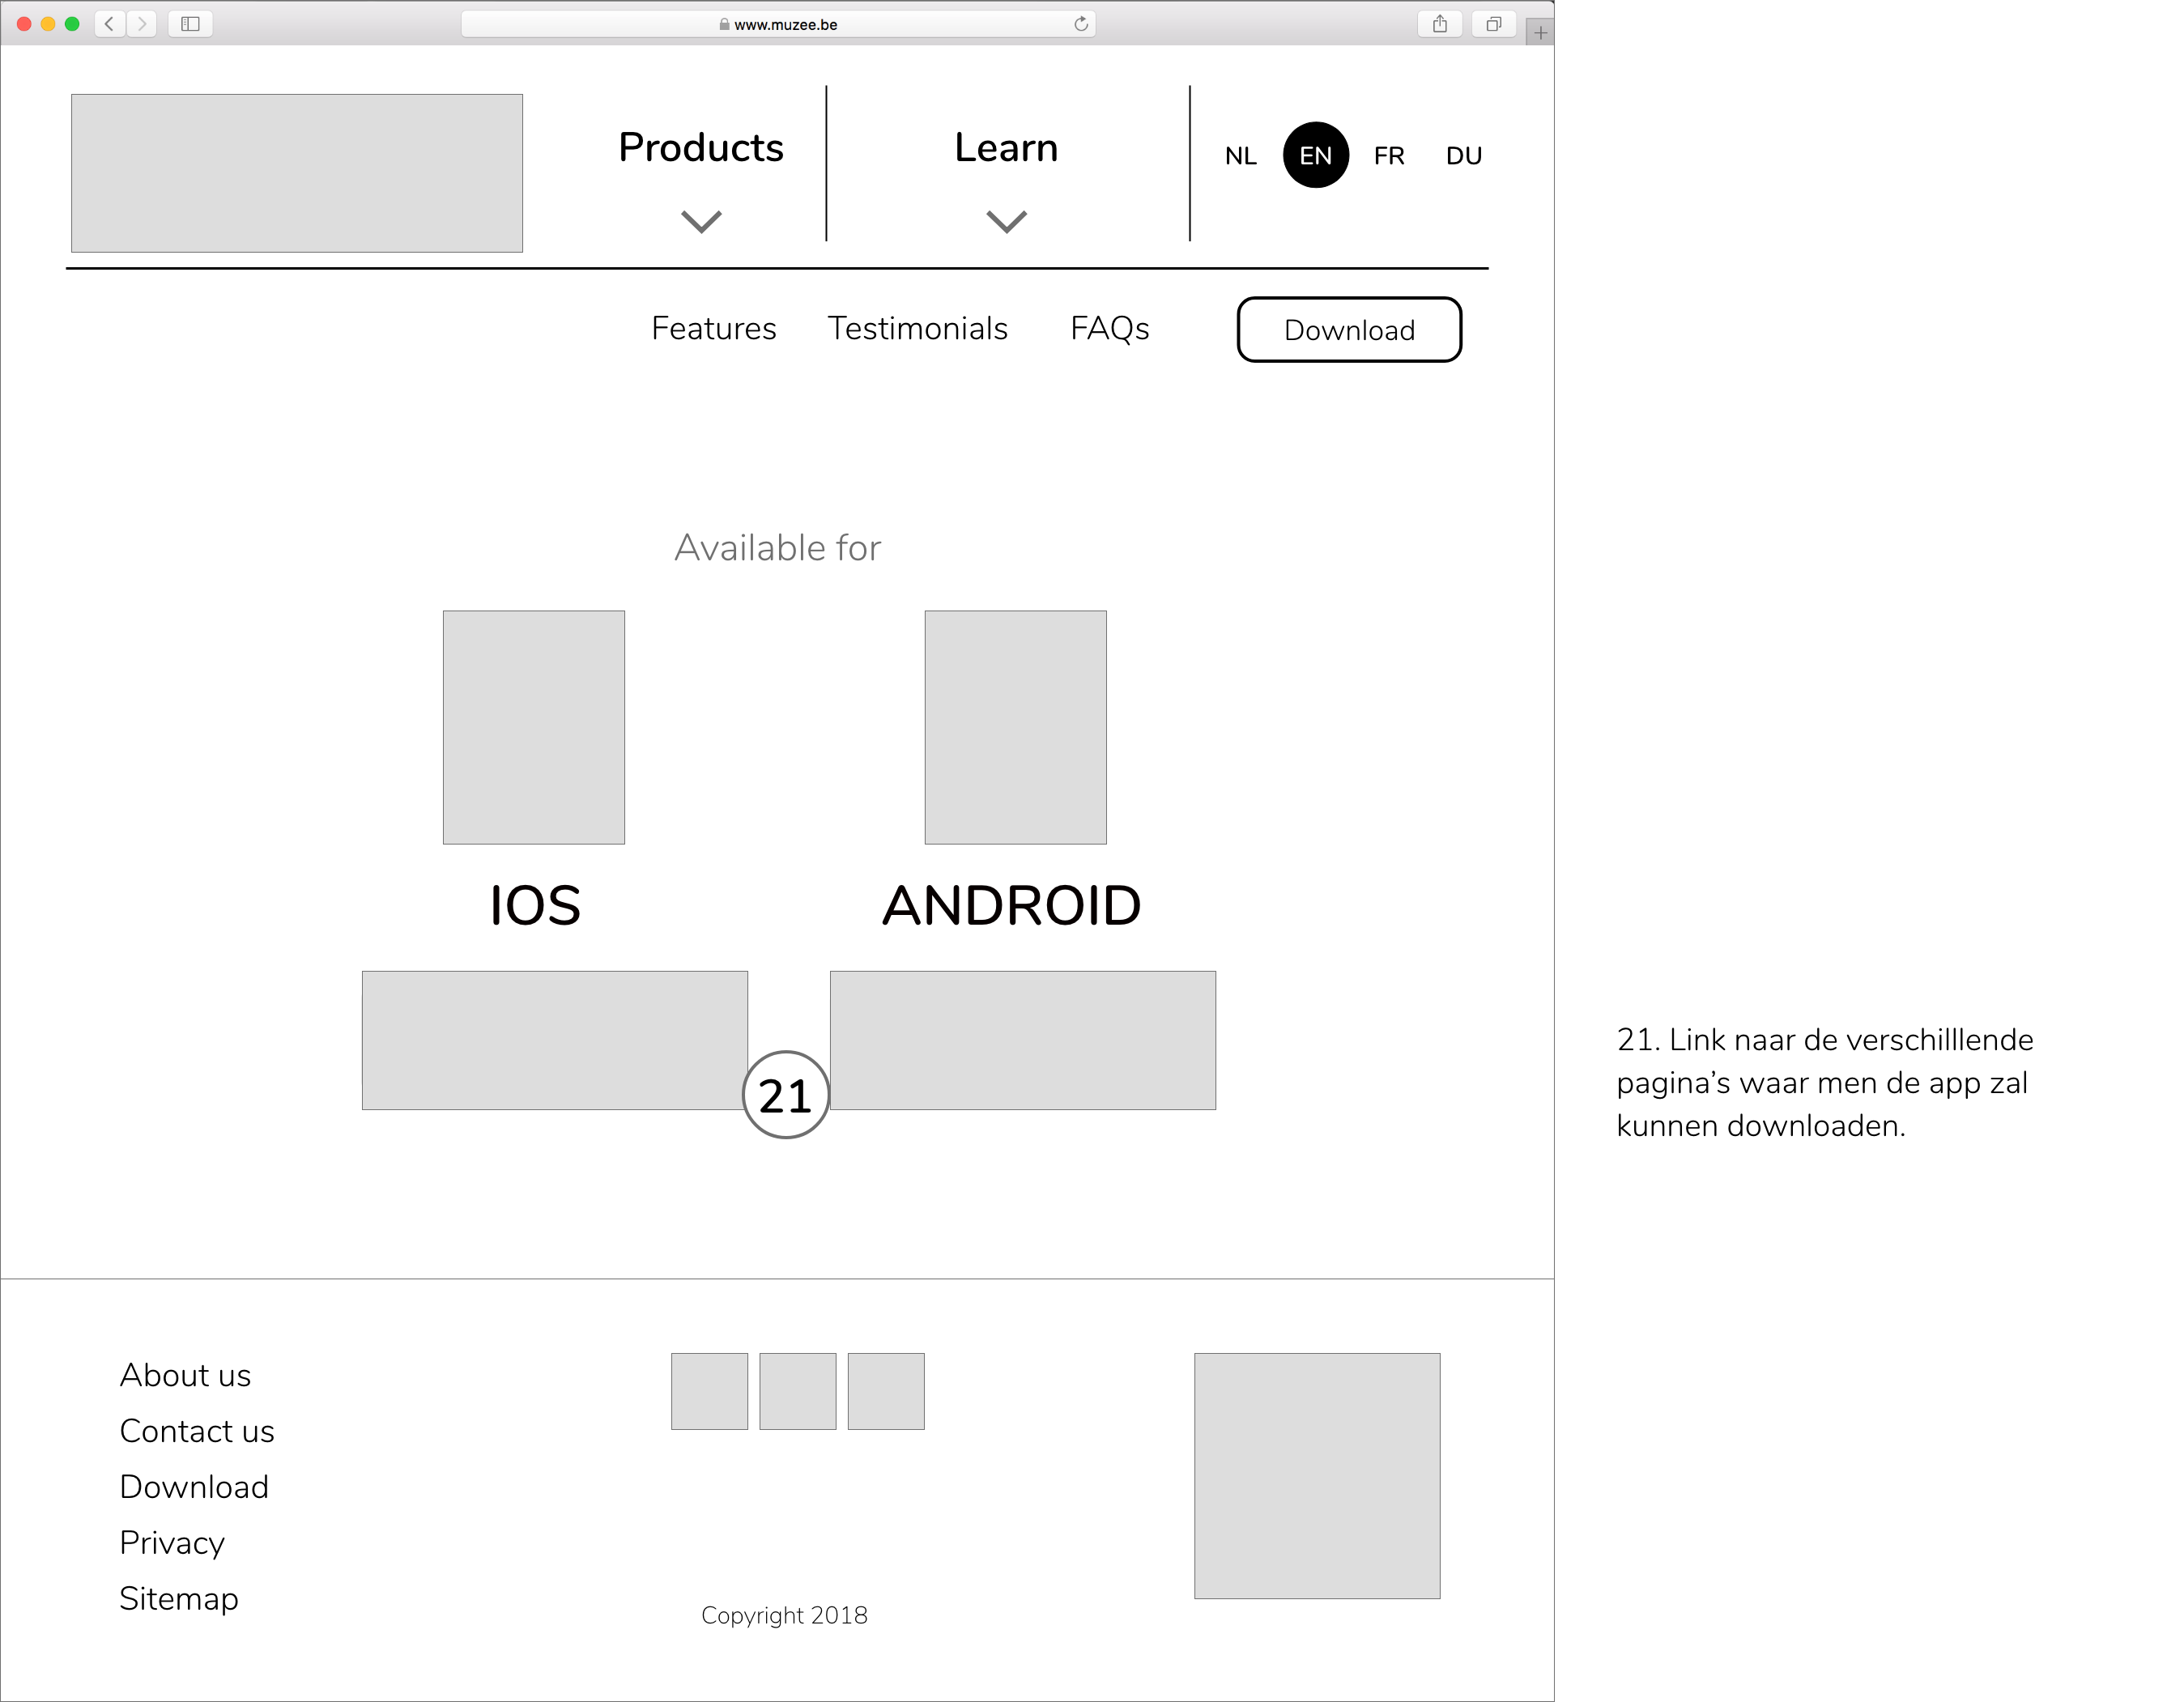 www.muzee.be
Products
Learn
NL EN FR DU
Features Testimonials FAQs Download
Available for
IOS
ANDROID
21
21. Link naar de verschilllende
pagina’s waar men de app zal
kunnen downloaden.
About us
Contact us
Download
Privacy
Sitemap
Copyright 2018